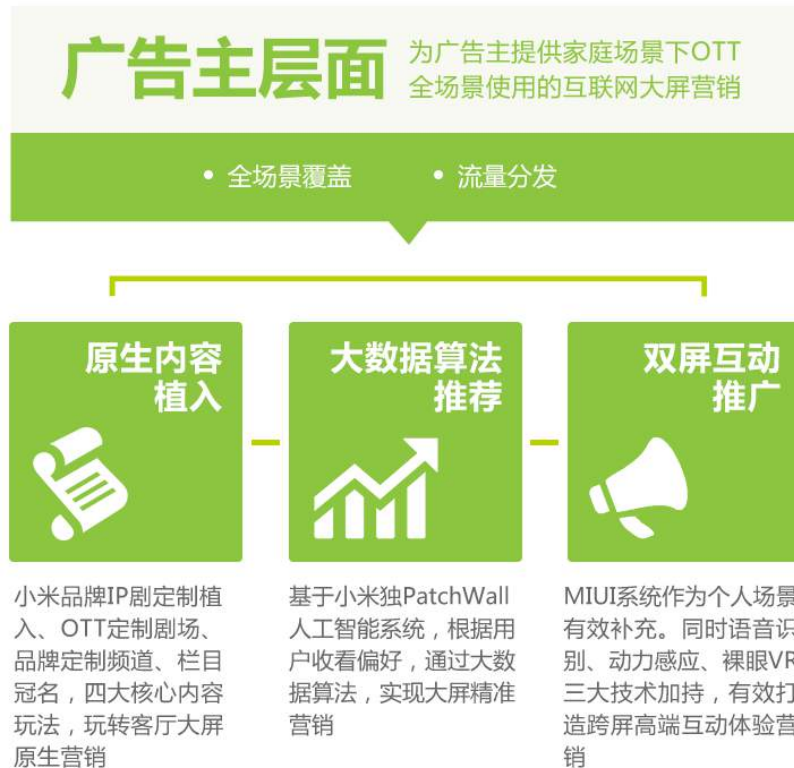 广告主层面
为广告主提供家庭场景下OTT
全场景使用的互联网大屏营销
• 全场景覆盖
• 流量分发
原生内容
植入
大数据算法
推荐
双屏互动
推广
小米品牌IP剧定制植
入、OTT定制剧场、
品牌定制频道、栏目
冠名，四大核心内容
玩法，玩转客厅大屏
原生营销
基于小米独PatchWall
人工智能系统，根据用
户收看偏好，通过大数
据算法，实现大屏精准
营销
MIUI系统作为个人场景
有效补充。同时语音识
别、动力感应、裸眼VR
三大技术加持，有效打
造跨屏高端互动体验营
销